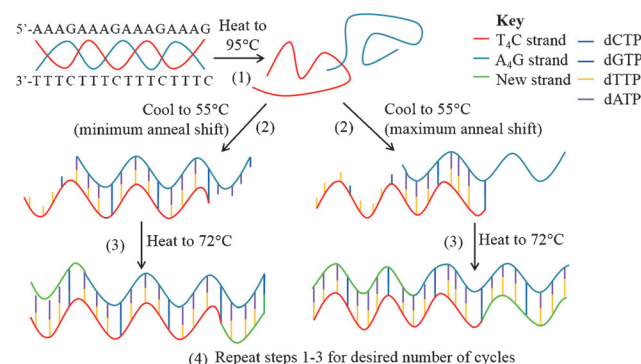 5'-AAAGAAAGAAAGAAAG
3'-TTTCTTTCTTTCTTTC
Heat to
95°C
(1)
Key
T₄C strand
A₄G strand
New strand
dCTP
dGTP
dTTP
dATP
Cool to 55°C
(minimum anneal shift)
(2)
(2)
Cool to 55°C
(maximum anneal shift)
(3)
Heat to 72°C
(3)
Heat to 72°C
(4) Repeat steps 1-3 for desired number of cycles